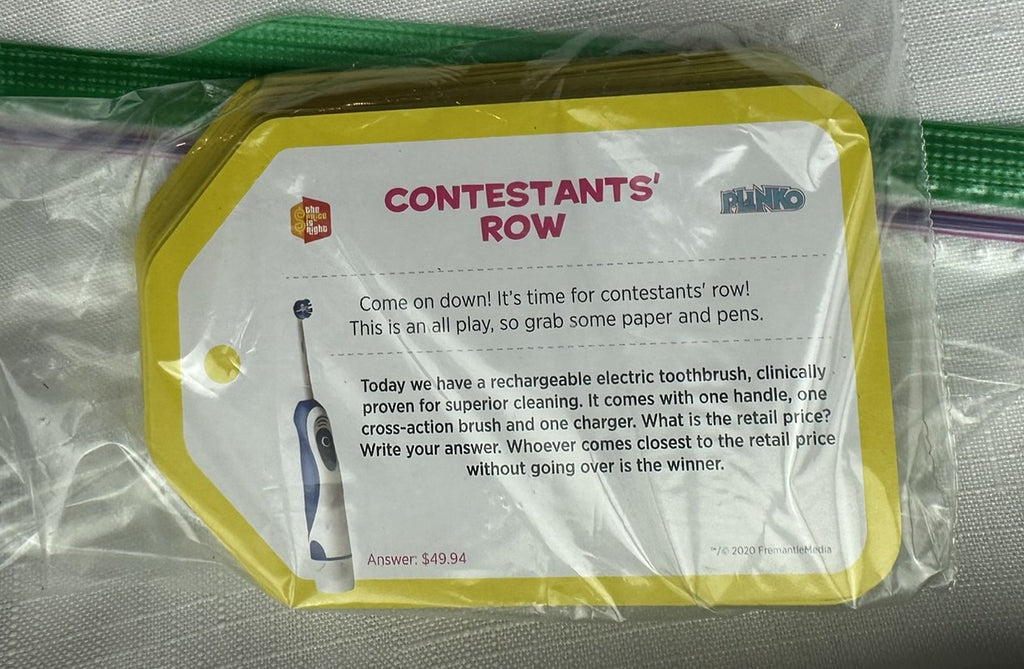 CONTESTANTS'
ROW
the
price
is
right
PLINKO
Come on down! It's time for contestants' row!
This is an all play, so grab some paper and pens.
Today we have a rechargeable electric toothbrush, clinically
proven for superior cleaning. It comes with one handle, one
cross-action brush and one charger. What is the retail price?
Write your answer. Whoever comes closest to the retail price
without going over is the winner.
Answer: $49.94
™/© 2020 FremantleMedia